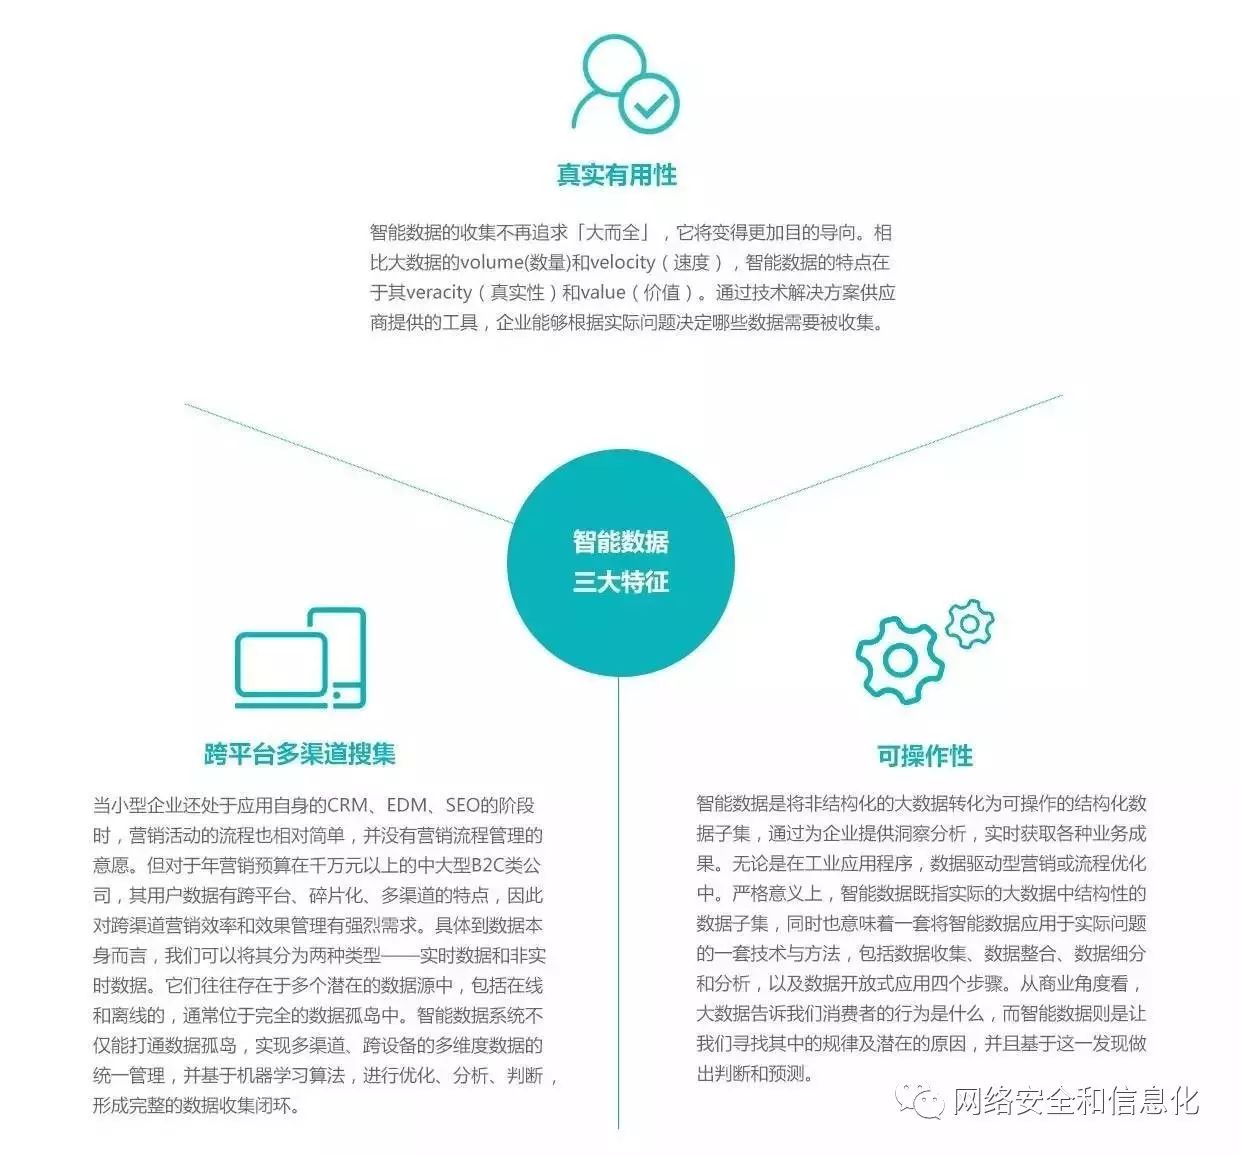 真实有用性
智能数据的收集不再追求「大而全」，它将变得更加目的导向。相
比大数据的volume(数量)和velocity（速度），智能数据的特点在
于其veracity（真实性）和value（价值）。通过技术解决方案供应
商提供的工具，企业能够根据实际问题决定哪些数据需要被收集。
智能数据
三大特征
跨平台多渠道搜集
当小型企业还处于应用自身的CRM、EDM、SEO的阶段
时，营销活动的流程也相对简单，并没有营销流程管理的
意愿。但对于年营销预算在千万元以上的中大型B2C类公
司，其用户数据有跨平台、碎片化、多渠道的特点，因此
对跨渠道营销效率和效果管理有强烈需求。具体到数据本
身而言，我们可以将其分为两种类型——实时数据和非实
时数据。它们往往存在于多个潜在的数据源中，包括在线
和离线的，通常位于完全的数据孤岛中。智能数据系统不
仅能打通数据孤岛，实现多渠道、跨设备的多维度数据的
统一管理，并基于机器学习算法，进行优化、分析、判断，
形成完整的数据收集闭环。
可操作性
智能数据是将非结构化的大数据转化为可操作的结构化数
据子集，通过为企业提供洞察分析，实时获取各种业务成
果。无论是在工业应用程序，数据驱动型营销或流程优化
中。严格意义上，智能数据既指实际的大数据中结构性的
数据子集，同时也意味着一套将智能数据应用于实际问题
的一套技术与方法，包括数据收集、数据整合、数据细分
和分析，以及数据开放式应用四个步骤。从商业角度看，
大数据告诉我们消费者的行为是什么，而智能数据则是让
我们寻找其中的规律及潜在的原因，并且基于这一发现做
出判断和预测。
网络安全和信息化